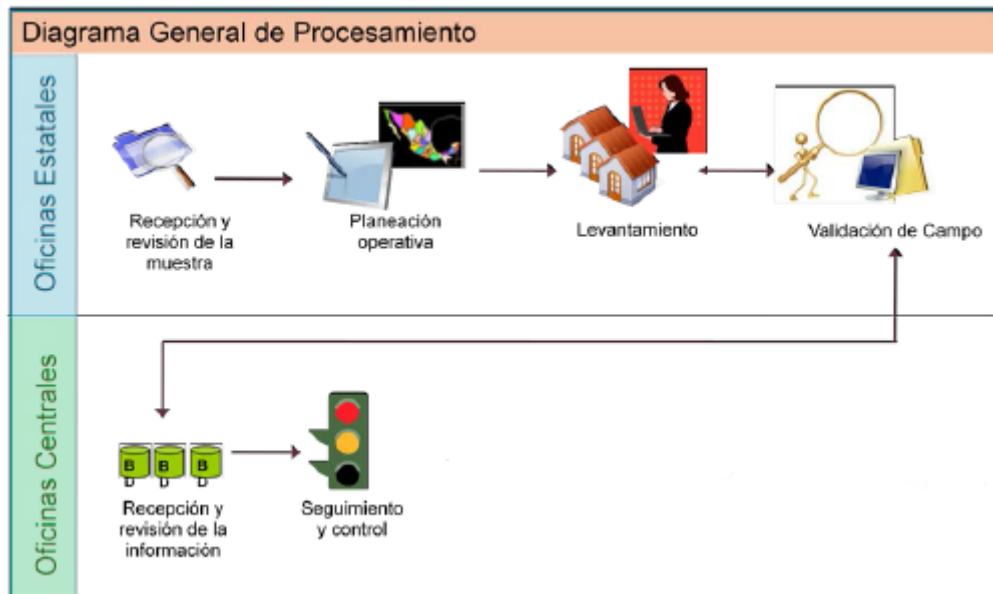 Diagrama General de Procesamiento
Oficinas Estatales
Recepción y
revisión de la
muestra
Planeación
operativa
Levantamiento
Validación de Campo
Oficinas Centrales
B B B
D D D
Recepción y
revisión de la
información
Seguimiento
y control